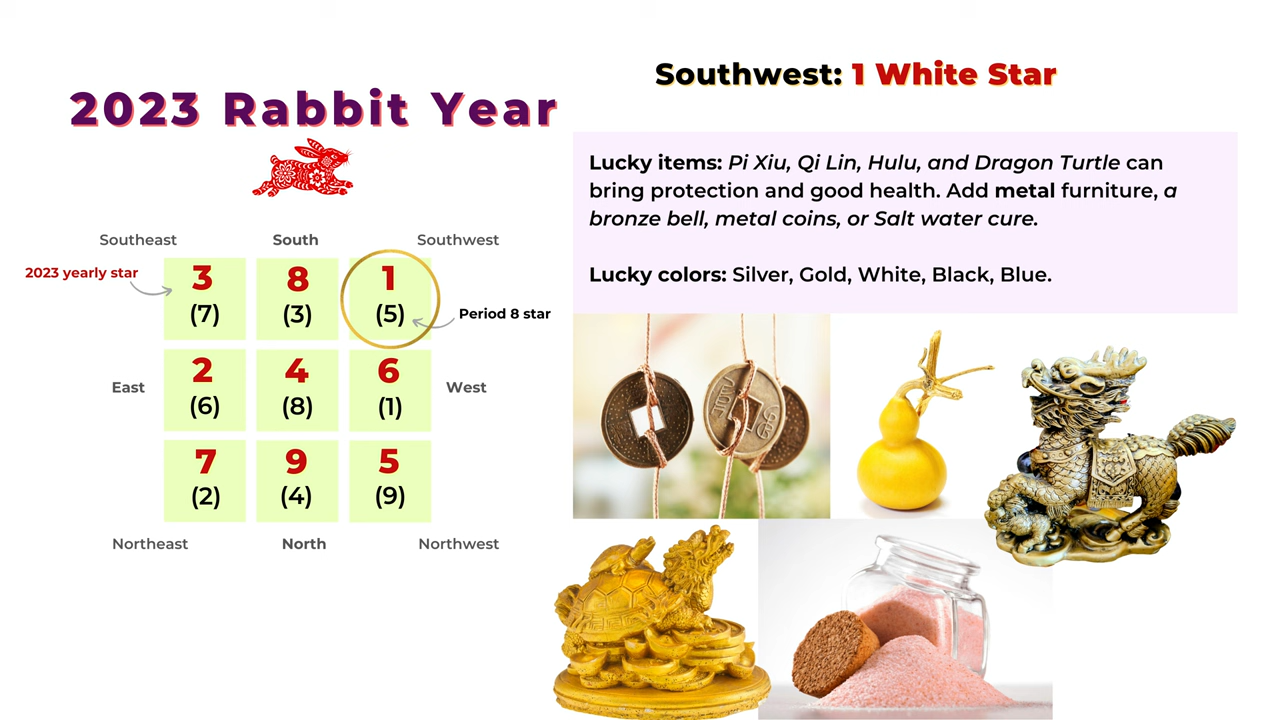 2023 Rabbit Year
Southeast South Southwest
2023 yearly star
3 8 1
(7) (3) (5)
Period 8 star
East
2 4 6
(6) (8) (1)
West
7 9 5
(2) (4) (9)
Northeast North Northwest
Southwest: 1 White Star
Lucky items: Pi Xiu, Qi Lin, Hulu, and Dragon Turtle can
bring protection and good health. Add metal furniture, a
bronze bell, metal coins, or Salt water cure.
Lucky colors: Silver, Gold, White, Black, Blue.